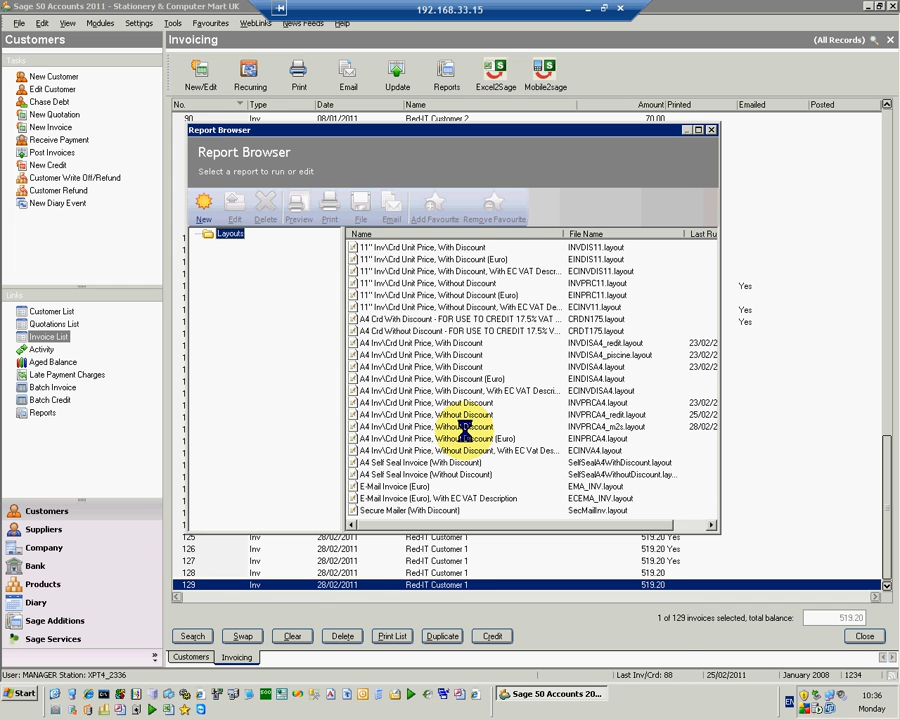 Sage 50 Accounts 2011 - Stationery & Computer Mart UK
192.168.33.15
File Edit View Modules Settings Tools Favourites WebLinks News Feeds Help
Customers
Invoicing
(All Records)
Tasks
New Customer
Edit Customer
Chase Debt
New Quotation
New Invoice
Receive Payment
Post Invoices
New Credit
Customer Write Off/Refund
Customer Refund
New Diary Event
Links
Customer List
Quotations List
Invoice List
Activity
Aged Balance
Late Payment Charges
Batch Invoice
Batch Credit
Reports
Customers
Suppliers
Company
Bank
Products
Diary
Sage Additions
Sage Services
New/Edit Recurring Print Email Update Reports Excel2Sage Mobile2sage
No. Type Date Name Amount Printed Emailed Posted
90 Inv 08/01/2011 Red-IT Customer 2 70.00
Yes
Yes
Yes
Report Browser
Report Browser
Select a report to run or edit
New Edit Delete Preview Print File Email Add Favourite Remove Favourite
Layouts
Name File Name Last Ru
11" Inv\Crd Unit Price, With Discount INVDIS11.layout
11" Inv\Crd Unit Price, With Discount (Euro) EINDIS11.layout
11" Inv\Crd Unit Price, With Discount, With EC VAT Descr... ECINVDIS11.layout
11" Inv\Crd Unit Price, Without Discount INVPRC11.layout
11" Inv\Crd Unit Price, Without Discount (Euro) EINPRC11.layout
11" Inv\Crd Unit Price, Without Discount, With EC VAT De... ECINV11.layout
A4 Crd With Discount - FOR USE TO CREDIT 17.5% VAT ... CRDN175.layout
A4 Crd Without Discount - FOR USE TO CREDIT 17.5% V... CRDT175.layout
A4 Inv\Crd Unit Price, With Discount INVDISA4_redit.layout 23/02/2
A4 Inv\Crd Unit Price, With Discount INVDISA4_piscine.layout
A4 Inv\Crd Unit Price, With Discount INVDISA4.layout 23/02/2
A4 Inv\Crd Unit Price, With Discount (Euro) EINDISA4.layout
A4 Inv\Crd Unit Price, With Discount, With EC VAT Descri... ECINVDISA4.layout
A4 Inv\Crd Unit Price, Without Discount INVPRCA4.layout 23/02/2
A4 Inv\Crd Unit Price, Without Discount INVPRCA4_redit.layout 25/02/2
A4 Inv\Crd Unit Price, Without Discount INVPRCA4_m2s.layout 28/02/2
A4 Inv\Crd Unit Price, Without Discount (Euro) EINPRCA4.layout
A4 Inv\Crd Unit Price, Without Discount, With EC Vat Des... ECINVA4.layout
A4 Self Seal Invoice (With Discount) SelfSealA4WithDiscount.layout
A4 Self Seal Invoice (Without Discount) SelfSealA4WithoutDiscount.lay...
E-Mail Invoice (Euro) EMA_INV.layout
E-Mail Invoice (Euro), With EC VAT Description ECEMA_INV.layout
Secure Mailer (With Discount) SecMailInv.layout
125 Inv 28/02/2011 Red-IT Customer 1 519.20 Yes
126 Inv 28/02/2011 Red-IT Customer 1 519.20 Yes
127 Inv 28/02/2011 Red-IT Customer 1 519.20 Yes
128 Inv 28/02/2011 Red-IT Customer 1 519.20
129 Inv 28/02/2011 Red-IT Customer 1 519.20
1 of 129 invoices selected, total balance: 519.20
Search Swap Clear Delete Print List Duplicate Credit Close
Customers Invoicing
User: MANAGER Station: XPT4_2336 Last Inv/Crd: 88 25/02/2011 January 2008 1234
Start
Sage 50 Accounts 20...
EN
10:36
Monday